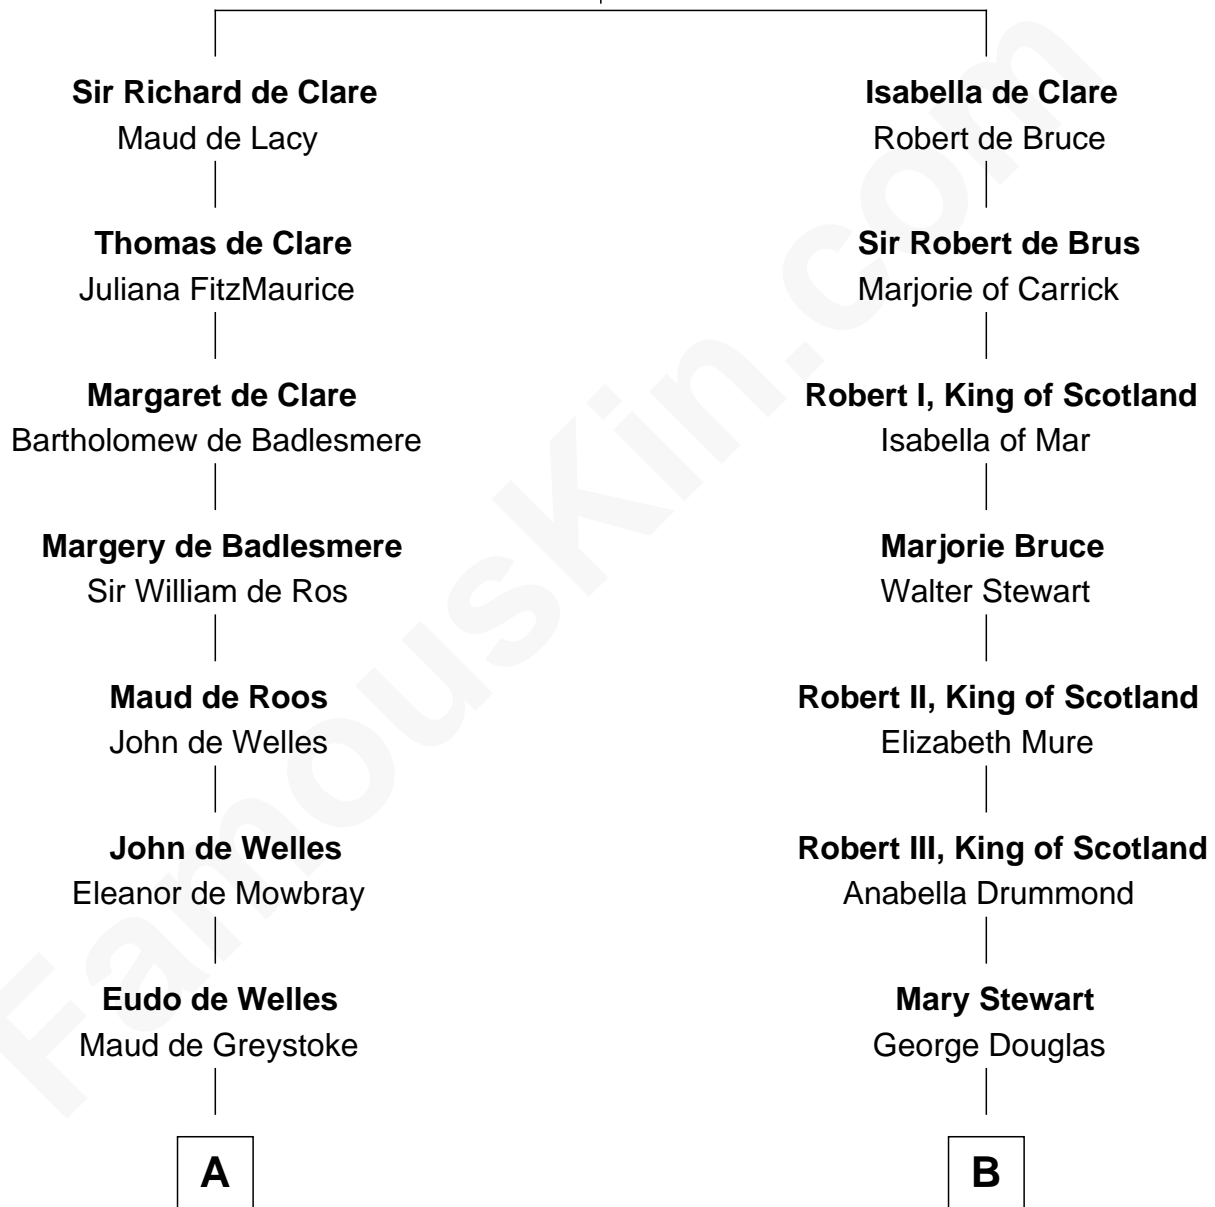 Sir Richard de Clare
Maud de Lacy
Thomas de Clare
Juliana FitzMaurice
Margaret de Clare
Bartholomew de Badlesmere
Margery de Badlesmere
Sir William de Ros
Maud de Roos
John de Welles
John de Welles
Eleanor de Mowbray
Eudo de Welles
Maud de Greystoke
A
Isabella de Clare
Robert de Bruce
Sir Robert de Brus
Marjorie of Carrick
Robert I, King of Scotland
Isabella of Mar
Marjorie Bruce
Walter Stewart
Robert II, King of Scotland
Elizabeth Mure
Robert III, King of Scotland
Anabella Drummond
Mary Stewart
George Douglas
B
FamousKin.com